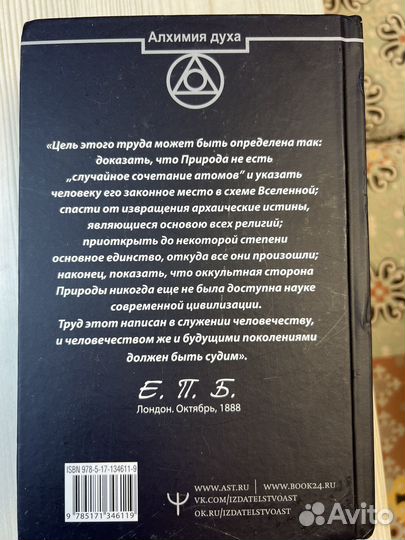 Алхимия духа
«Цель этого труда может быть определена так:
доказать, что Природа не есть
„случайное сочетание атомов“ и указать
человеку его законное место в схеме Вселенной;
спасти от извращения архаические истины,
являющиеся основою всех религий;
приоткрыть до некоторой степени
основное единство, откуда все они произошли;
наконец, показать, что оккультная сторона
Природы никогда еще не была доступна науке
современной цивилизации.
Труд этот написан в служении человечеству,
и человечеством же и будущими поколениями
должен быть судим».
Е. П. Б.
Лондон. Октябрь, 1888
ISBN 978-5-17-134611-9
9 785171 346119
WWW.AST.RU | WWW.BOOK24.RU
VK.COM/IZDATELSTVOAST
OK.RU/IZDATELSTVOAST
Avito